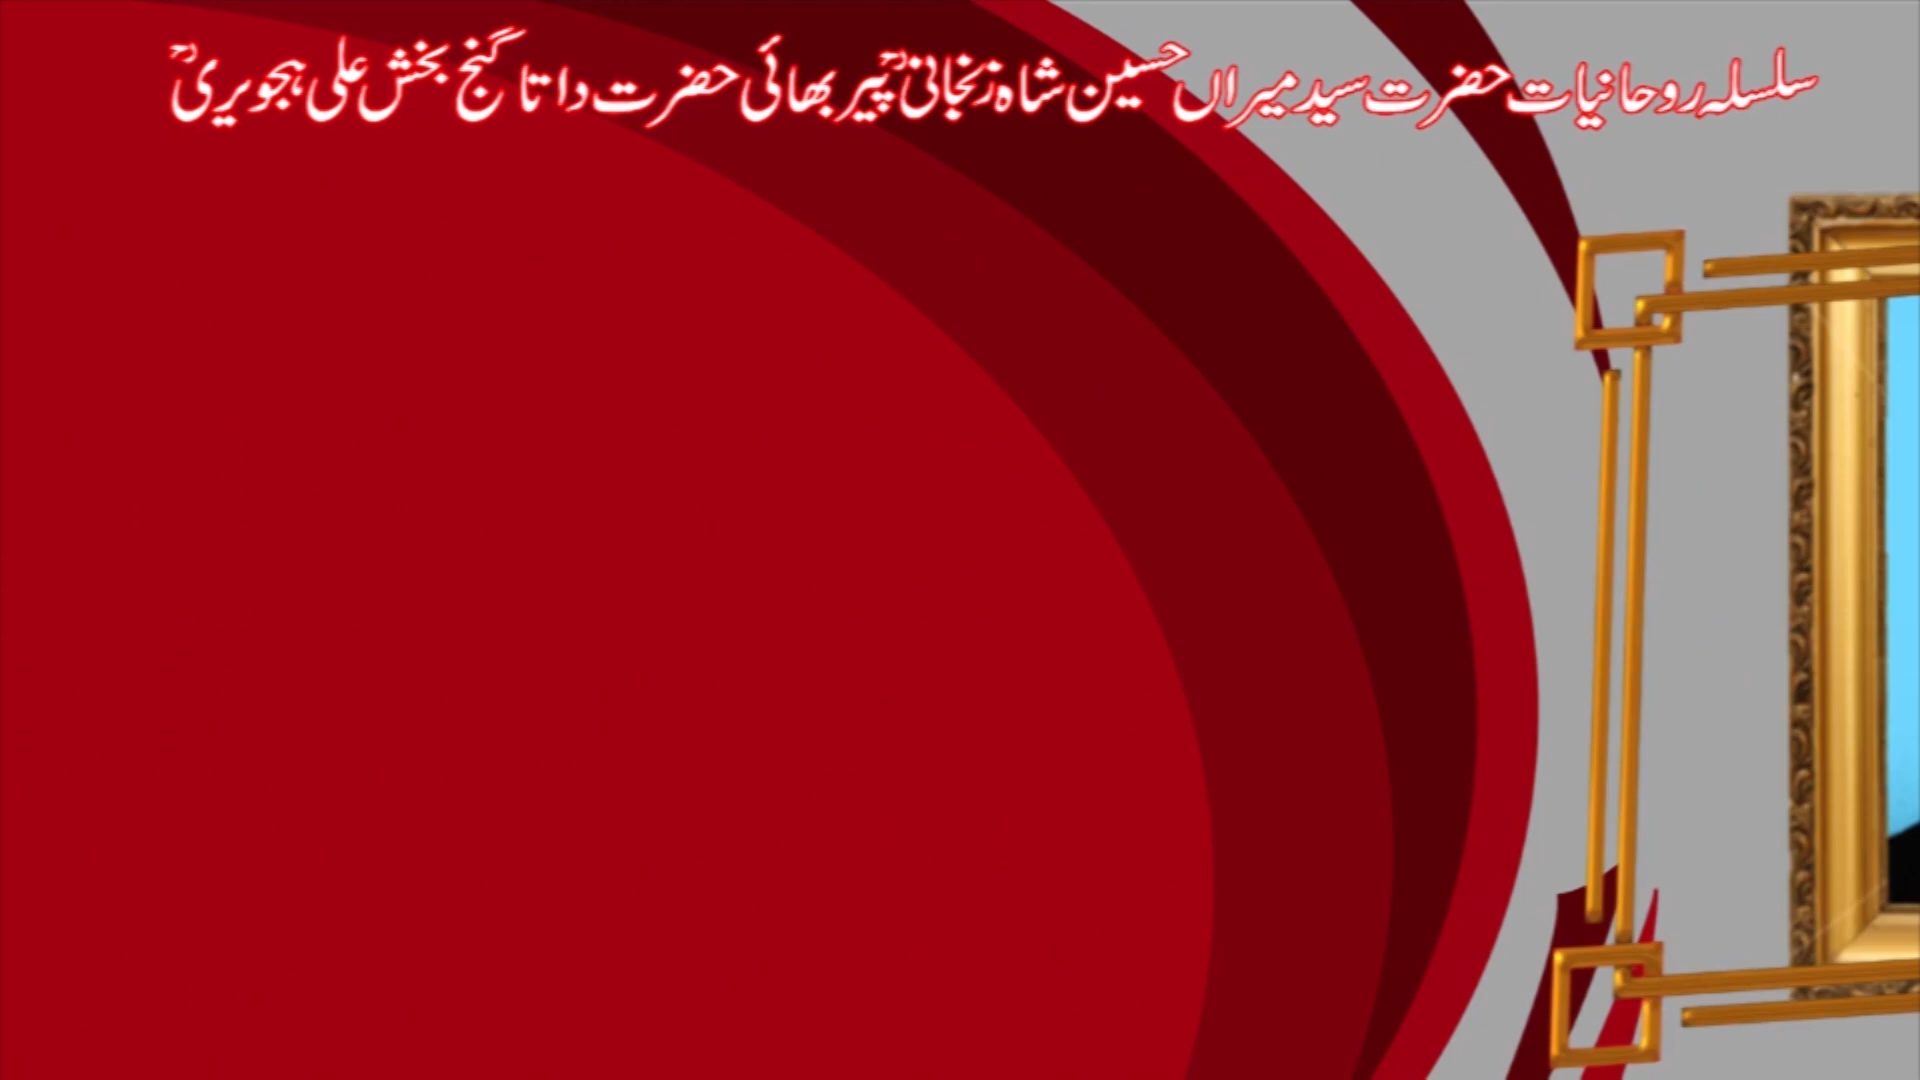 سلسلہ روحانیات حضرت سید میراں حسین شاہ زنجانیؒ پیر بھائی حضرت داتا گنج بخش علی ہجویریؒ